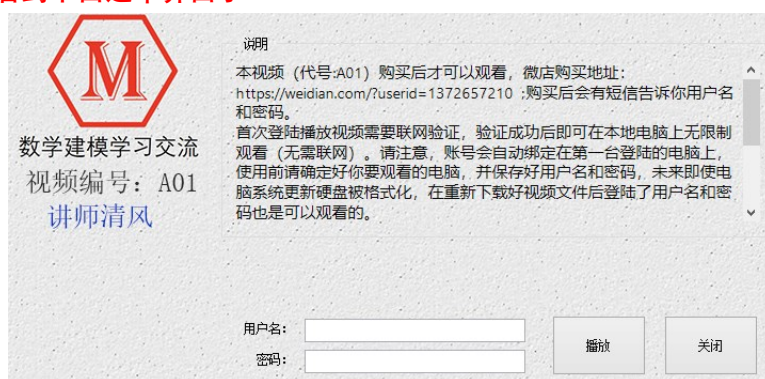 M
数学建模学习交流
视频编号：A01
讲师清风
说明
本视频（代号:A01）购买后才可以观看，微店购买地址：
https://weidian.com/?userid=1372657210 ;购买后会有短信告诉你用户名
和密码。
首次登陆播放视频需要联网验证，验证成功后即可在本地电脑上无限制
观看（无需联网）。请注意，账号会自动绑定在第一台登陆的电脑上，
使用前请确定好你要观看的电脑，并保存好用户名和密码，未来即使电
脑系统更新硬盘被格式化，在重新下载好视频文件后登陆了用户名和密
码也是可以观看的。
用户名：
密码：
播放
关闭